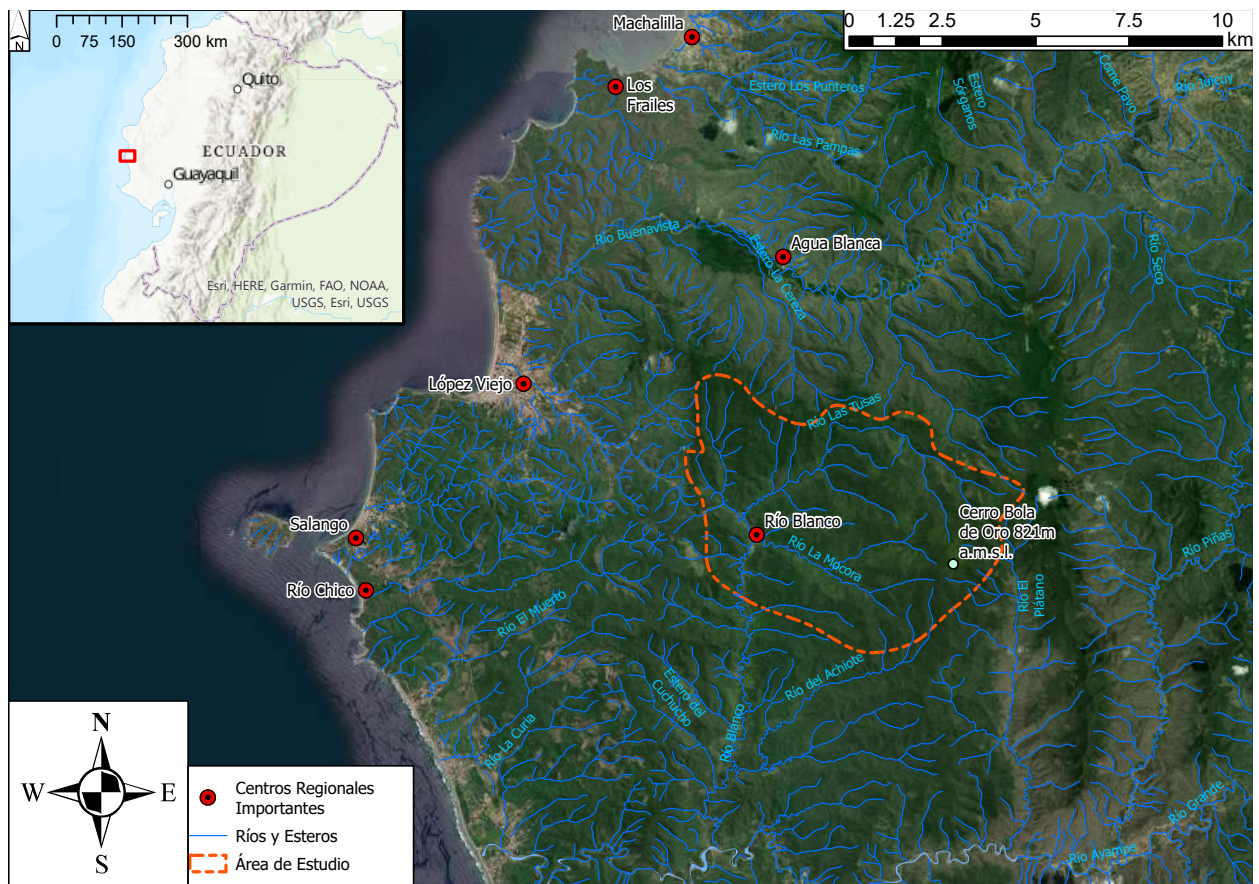 N
0 75 150 300 km
Quito
ECUADOR
Guayaquil
Esri, HERE, Garmin, FAO, NOAA,
USGS, Esri, USGS
0 1.25 2.5 5 7.5 10
km
Machalilla
Los
Frailes
Estero Los Punteros
Estero
Sórganos
Come Pavo
Río Jolcuy
Río Las Pampas
Río Buenavista
Agua Blanca
Estero La Cereza
Río Seco
López Viejo
Río Las Tusas
Salango
Río Blanco
Cerro Bola
de Oro 821m
a.m.s.l.
Río La Mocora
Río Piñas
Río Chico
Río El Muerto
Río El
Plátano
Río del Achiote
Estero del
Cuchucho
Río La Curia
Río Blanco
Río Grande
Río Ayampe
N
W E
S
Centros Regionales
Importantes
Ríos y Esteros
Área de Estudio